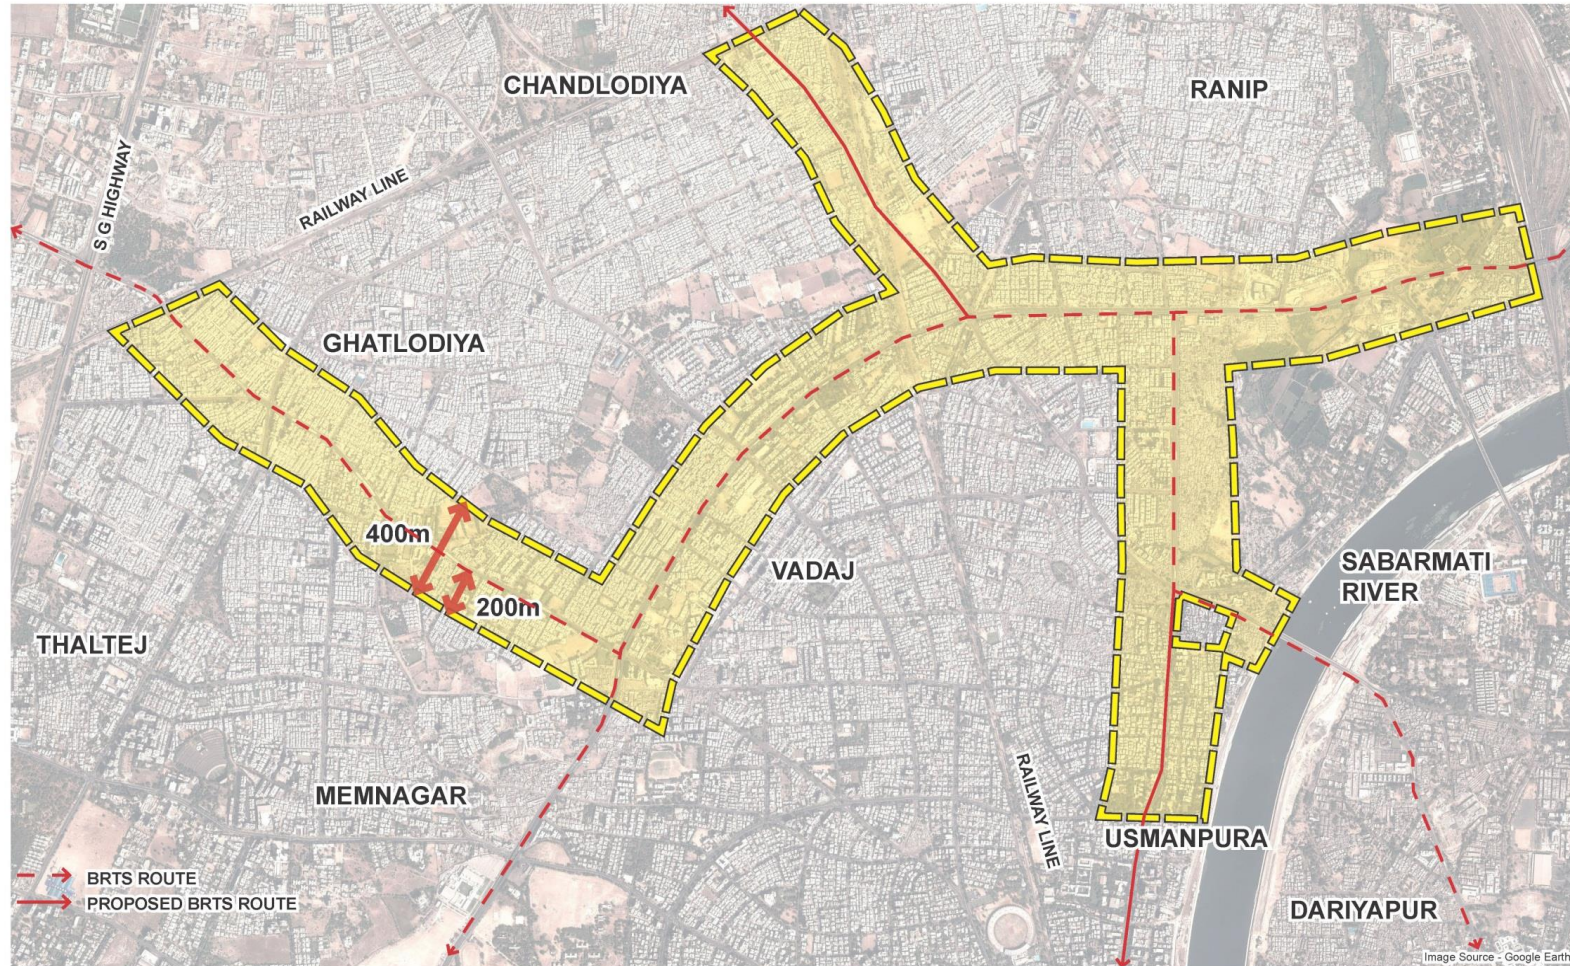 CHANDLODIYA
RANIP
S G HIGHWAY
RAILWAY LINE
GHATLODIYA
400m
200m
VADAJ
SABARMATI
RIVER
THALTEJ
MEMNAGAR
RAILWAY LINE
USMANPURA
BRTS ROUTE
PROPOSED BRTS ROUTE
DARIYAPUR
Image Source - Google Earth